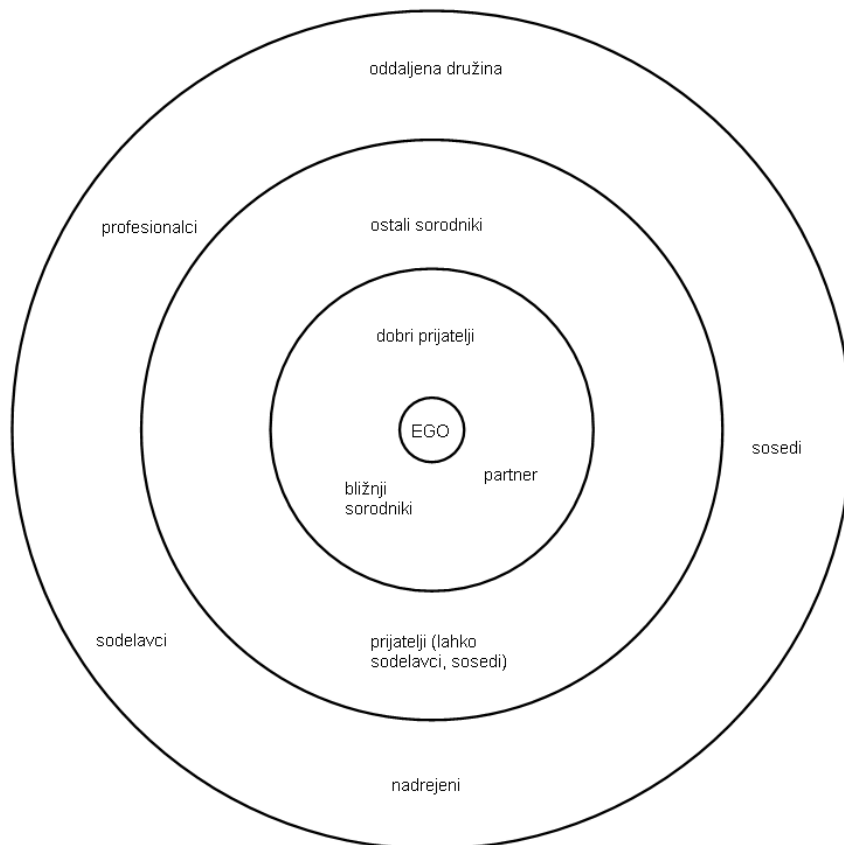 oddaljena družina
profesionalci
ostali sorodniki
dobri prijatelji
EGO
sosedi
partner
bližnji
sorodniki
sodelavci
prijatelji (lahko
sodelavci, sosedi)
nadrejeni